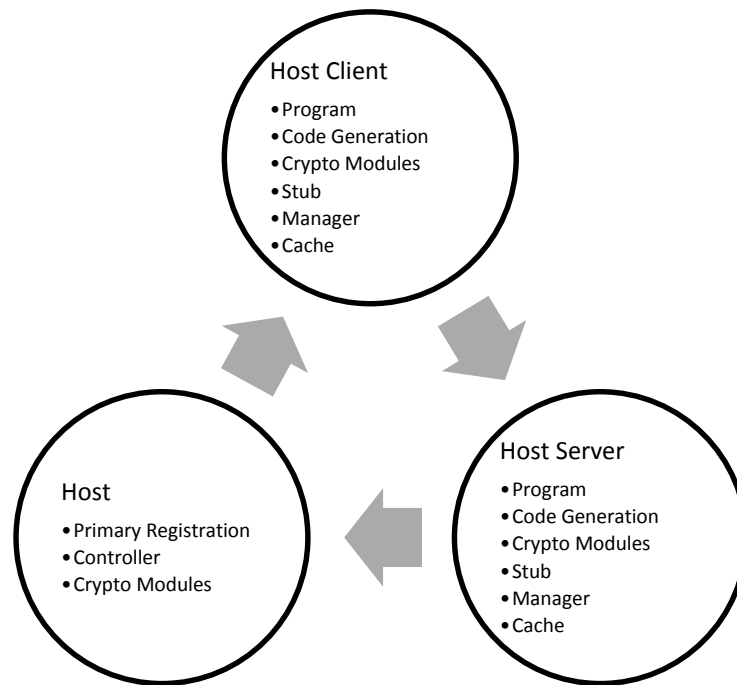 Host Client
•Program
•Code Generation
•Crypto Modules
•Stub
•Manager
•Cache
Host Server
•Program
•Code Generation
•Crypto Modules
•Stub
•Manager
•Cache
Host
•Primary Registration
•Controller
•Crypto Modules